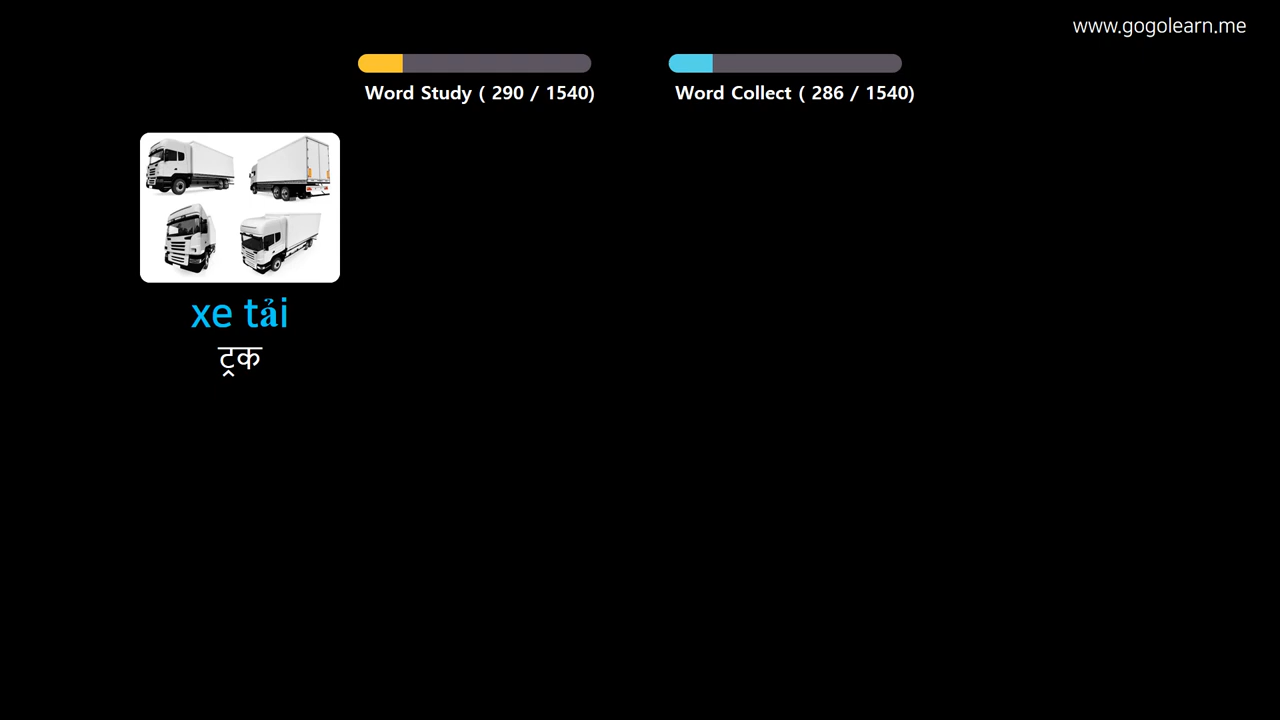 www.gogolearn.me
Word Study ( 290 / 1540)
Word Collect ( 286 / 1540)
xe tải
ट्रक